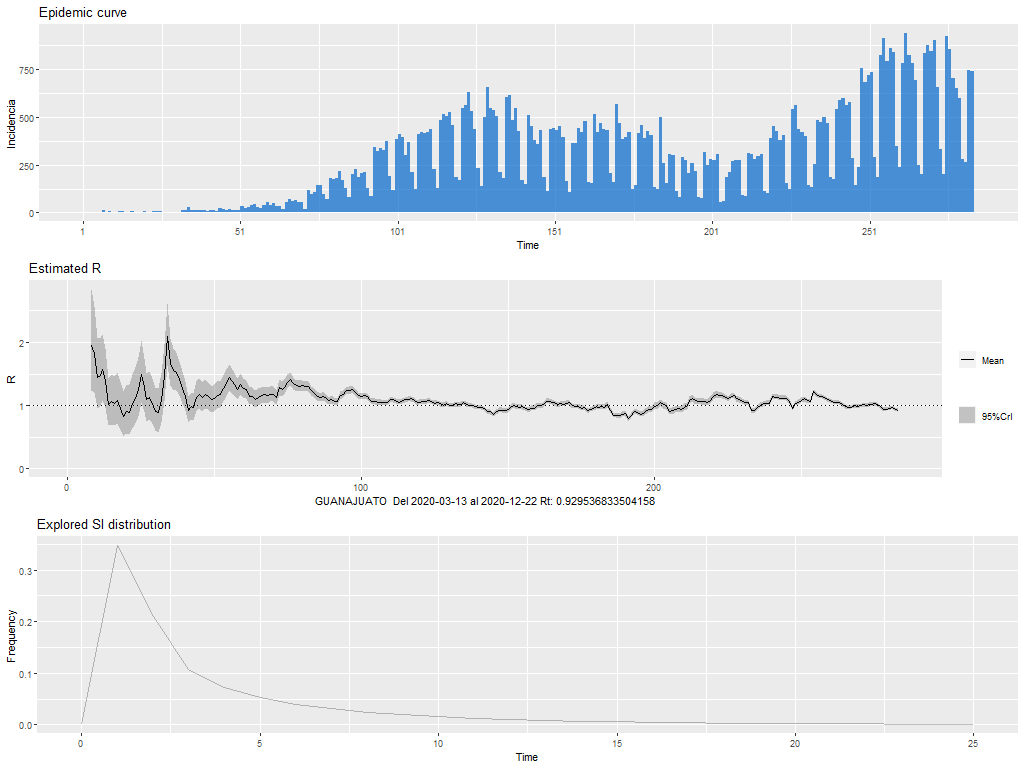 Epidemic curve
Incidencia
750
500
250
0
1
51
101
151
201
251
Time
Estimated R
R
2
1
0
0
100
200
Mean
95%CrI
GUANAJUATO Del 2020-03-13 al 2020-12-22 Rt: 0.929536833504158
Explored SI distribution
Frequency
0.3
0.2
0.1
0.0
0
5
10
15
20
25
Time